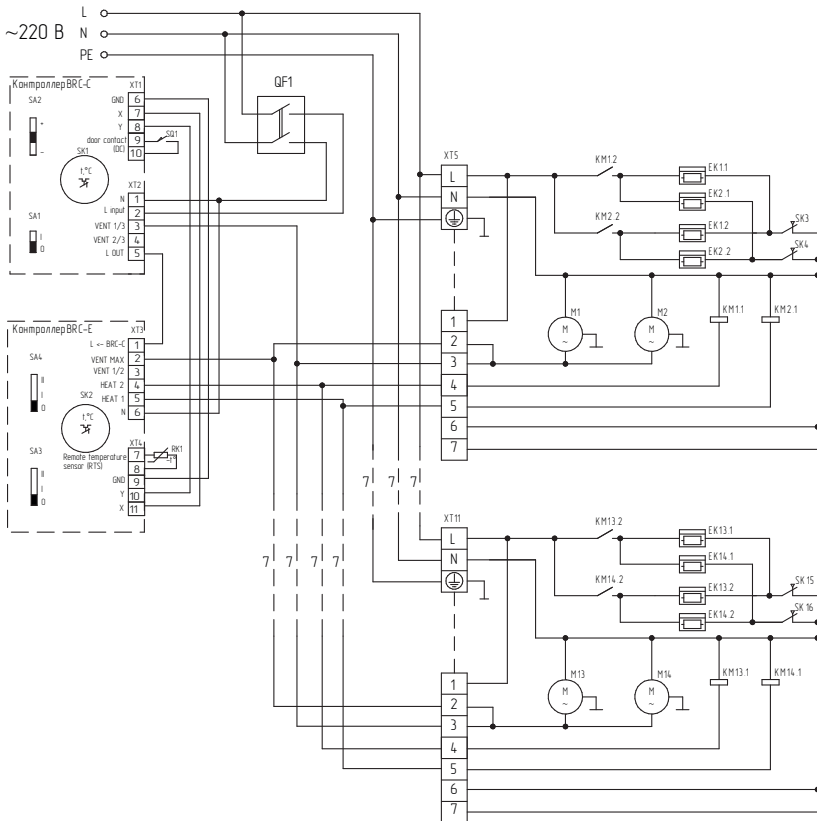 L
~220 В
N
PE
Контроллер BRC-C
SA2
+
-
SK1
t,°C
SA1
I
0
XT1
GND 6
X 7
Y 8
door contact (DC) 9
10
SQ1
XT2
N 1
L input 2
VENT 1/3 3
VENT 2/3 4
L OUT 5
QF1
Контроллер BRC-E
SA4
II
I
0
SK2
t,°C
SA3
II
I
0
XT3
L <- BRC-C 1
VENT MAX 2
VENT 1/2 3
HEAT 2 4
HEAT 1 5
N 6
XT4
Remote temperature 7
sensor (RTS) 8
GND 9
Y 10
X 11
RK1
-t°
7 7 7
7 7 7 7
XT5
L
N
1
2
3
4
5
6
7
KM1.2
KM2.2
EK1.1
EK2.1
EK1.2
EK2.2
SK3
SK4
M1
M
~
M2
M
~
KM1.1
KM2.1
XT11
L
N
1
2
3
4
5
6
7
KM13.2
KM14.2
EK13.1
EK14.1
EK13.2
EK14.2
SK15
SK16
M13
M
~
M14
M
~
KM13.1
KM14.1